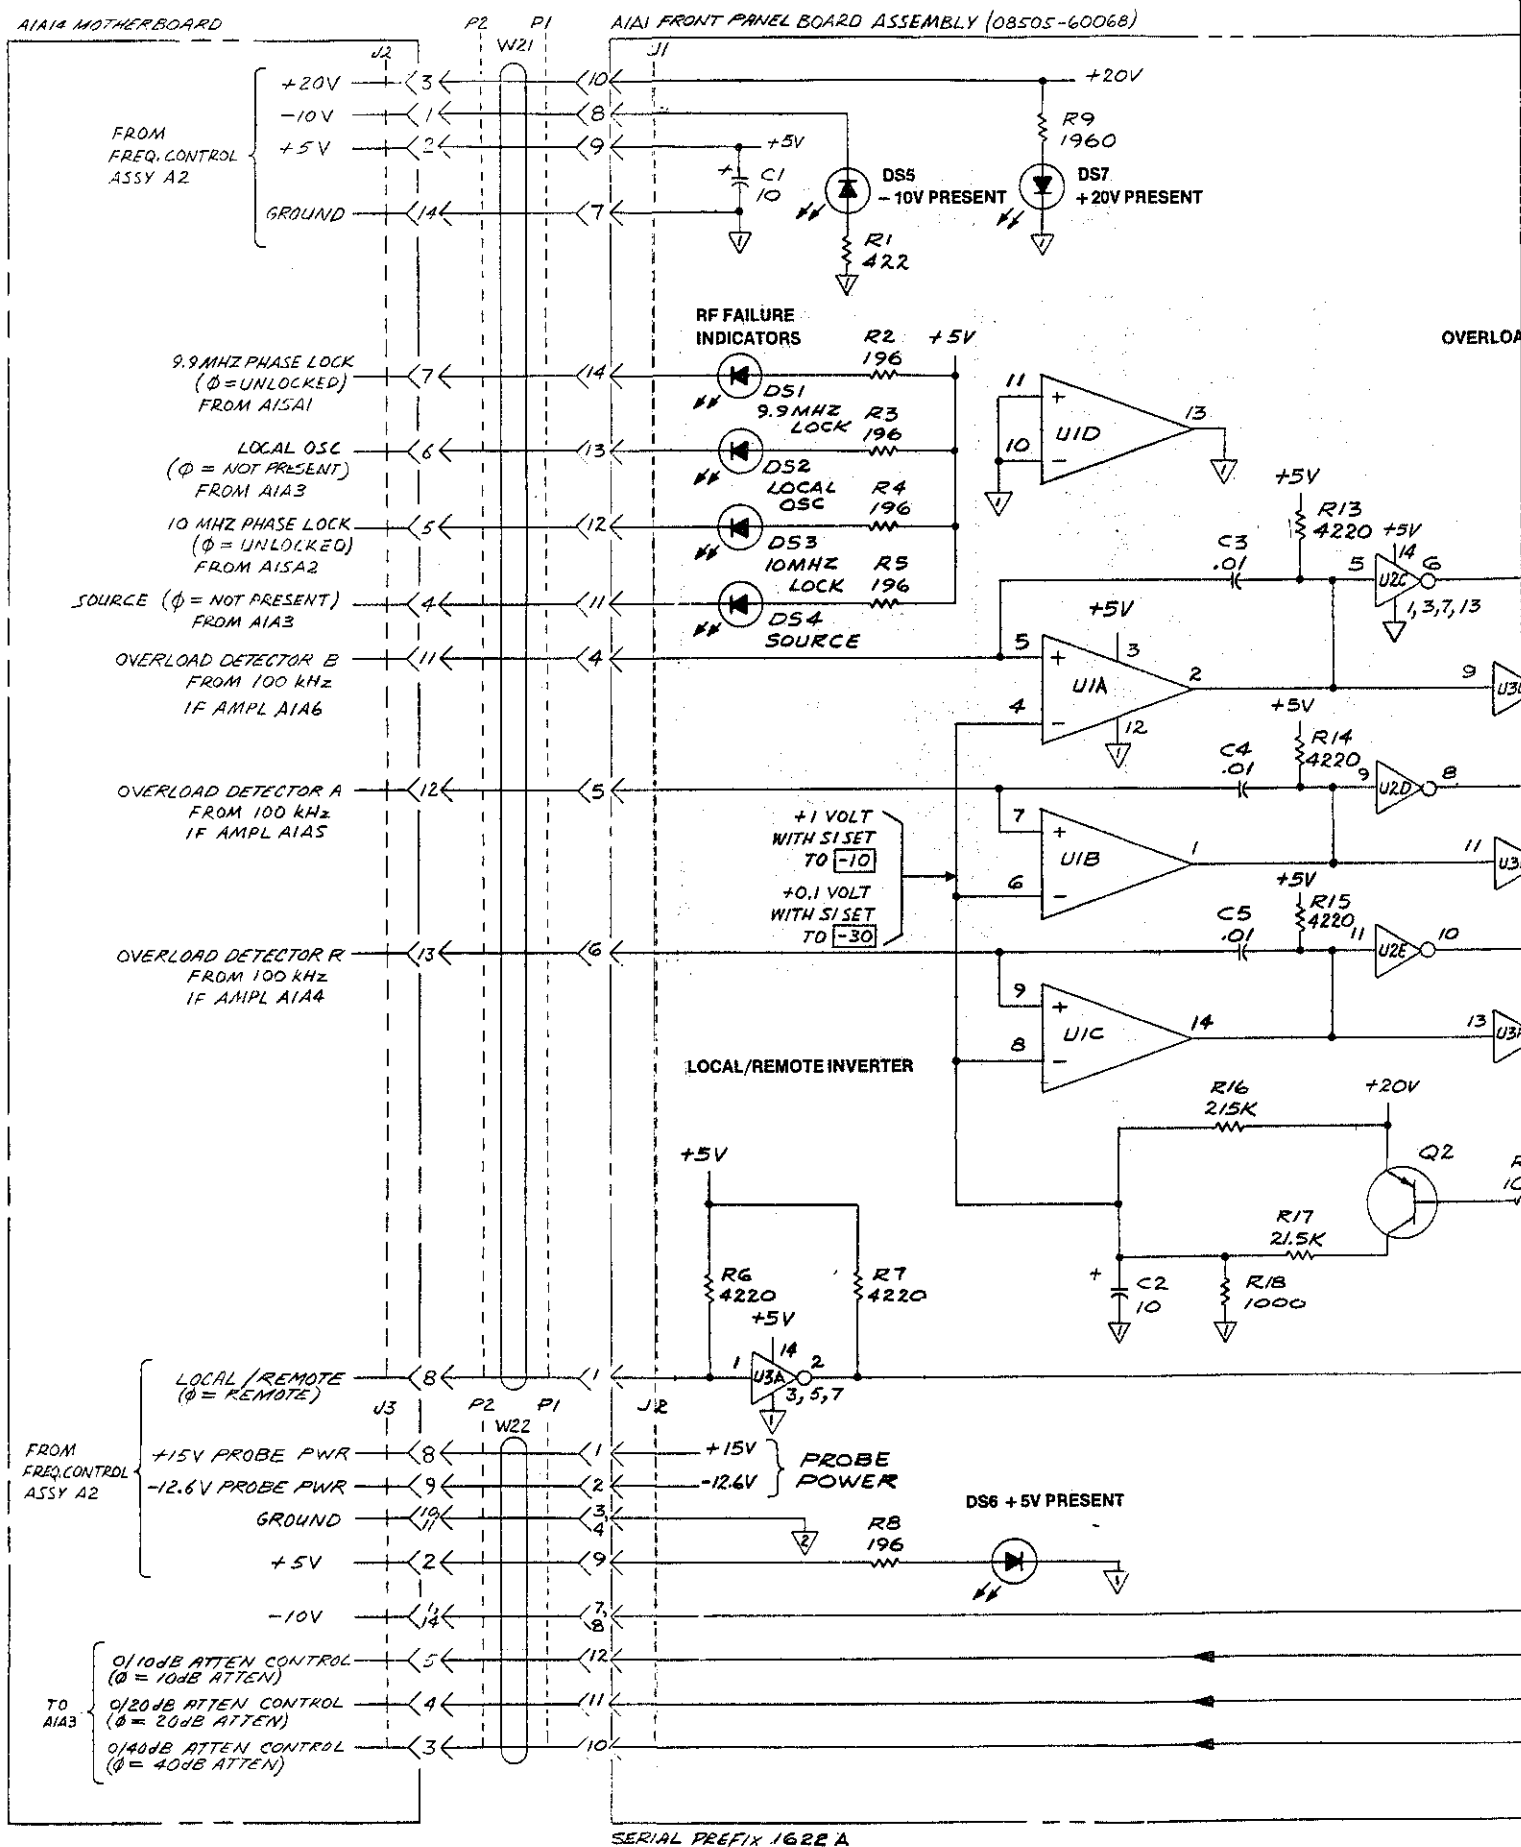 A1A14 MOTHERBOARD
P2 P1
A1A1 FRONT PANEL BOARD ASSEMBLY (08505-60068)
J2
W21
J1
+20V 3 10 +20V
-10V 1 8
FROM
FREQ. CONTROL
ASSY A2
+5V 2 9 +5V
GROUND 14 7
+ C1
10
R9
1960
DS5
-10V PRESENT
DS7
+20V PRESENT
1
R1
422
1
1
RF FAILURE
INDICATORS
R2
196
+5V
OVERLOA
9.9MHZ PHASE LOCK
(Φ=UNLOCKED)
FROM A15A1
7 14
DS1
9.9MHZ
LOCK
R3
196
LOCAL OSC
(Φ = NOT PRESENT)
FROM A1A3
6 13
DS2
LOCAL
OSC
R4
196
10 MHZ PHASE LOCK
(Φ=UNLOCKED)
FROM A15A2
5 12
DS3
10MHZ
LOCK
R5
196
SOURCE (Φ=NOT PRESENT)
FROM A1A3
4 11
DS4
SOURCE
11 +
10 -
U1D
13
1
1
+5V
R13
4220
+5V
C3
.01
5 14 6
U2C
1,3,7,13
OVERLOAD DETECTOR B
FROM 100 kHz
IF AMPL A1A6
11 4
+5V
5 + 3
U1A
2
4 - 12
1
9
+5V
R14
4220
OVERLOAD DETECTOR A
FROM 100 kHz
IF AMPL A1A5
12 5
C4
.01
9 U2D 8
+1 VOLT
WITH S1 SET
TO -10
+0.1 VOLT
WITH S1 SET
TO -30
7 +
U1B
1
6 -
11
+5V
R15
4220
OVERLOAD DETECTOR R
FROM 100 kHz
IF AMPL A1A4
13 6
C5
.01
11 U2E 10
9 +
U1C
14
8 -
13
LOCAL/REMOTE INVERTER
R16
215K
+20V
Q2
R17
21.5K
+ C2
10
R18
1000
1
1
+5V
R6
4220
R7
4220
+5V
LOCAL/REMOTE
(Φ= REMOTE)
8 1
1 U3A 14 2
3,5,7
1
J3 P2 P1 J2
W22
FROM
FREQ.CONTROL
ASSY A2
+15V PROBE PWR 8 1 +15V
-12.6V PROBE PWR 9 2 -12.6V
PROBE
POWER
GROUND 10 11 3 4
2
DS6 +5V PRESENT
R8
196
+5V 2 9
1
-10V 14 7 8
TO
A1A3
0/10dB ATTEN CONTROL
(Φ = 10dB ATTEN)
5 12
0/20dB ATTEN CONTROL
(Φ = 20dB ATTEN)
4 11
0/40dB ATTEN CONTROL
(Φ = 40dB ATTEN)
3 10
SERIAL PREFIX 1622A